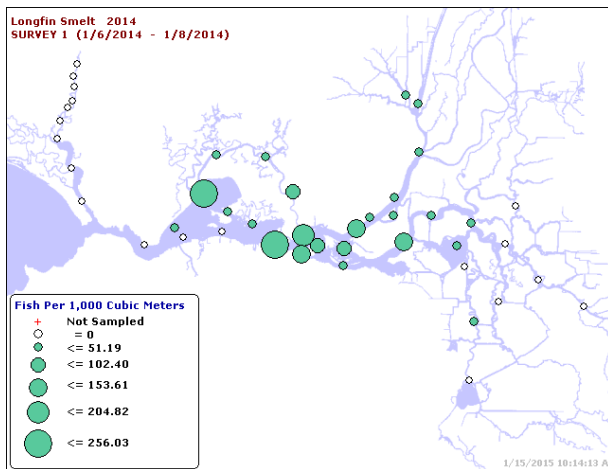 Longfin Smelt 2014
SURVEY 1 (1/6/2014 - 1/8/2014)
Fish Per 1,000 Cubic Meters
Not Sampled
= 0
<= 51.19
<= 102.40
<= 153.61
<= 204.82
<= 256.03
1/15/2015 10:14:13 A